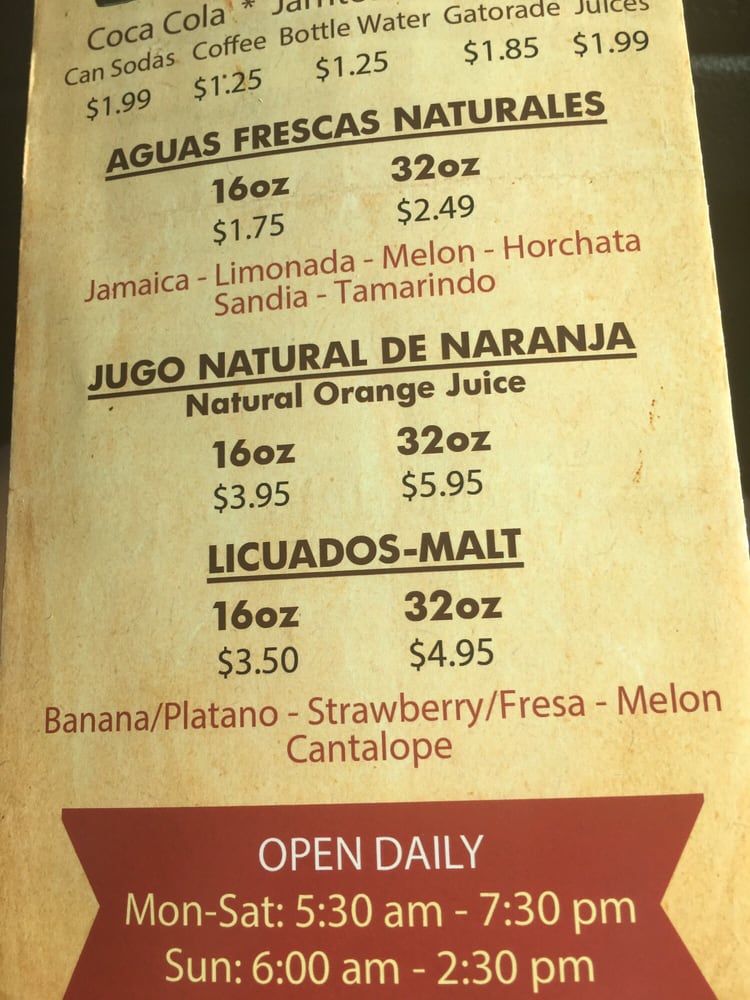 Coca Cola *
Can Sodas Coffee Bottle Water Gatorade Juices
$1.99 $1.25 $1.25 $1.85 $1.99
AGUAS FRESCAS NATURALES
16oz 32oz
$1.75 $2.49
Jamaica - Limonada - Melon - Horchata
Sandia - Tamarindo
JUGO NATURAL DE NARANJA
Natural Orange Juice
16oz 32oz
$3.95 $5.95
LICUADOS-MALT
16oz 32oz
$3.50 $4.95
Banana/Platano - Strawberry/Fresa - Melon
Cantalope
OPEN DAILY
Mon-Sat: 5:30 am - 7:30 pm
Sun: 6:00 am - 2:30 pm